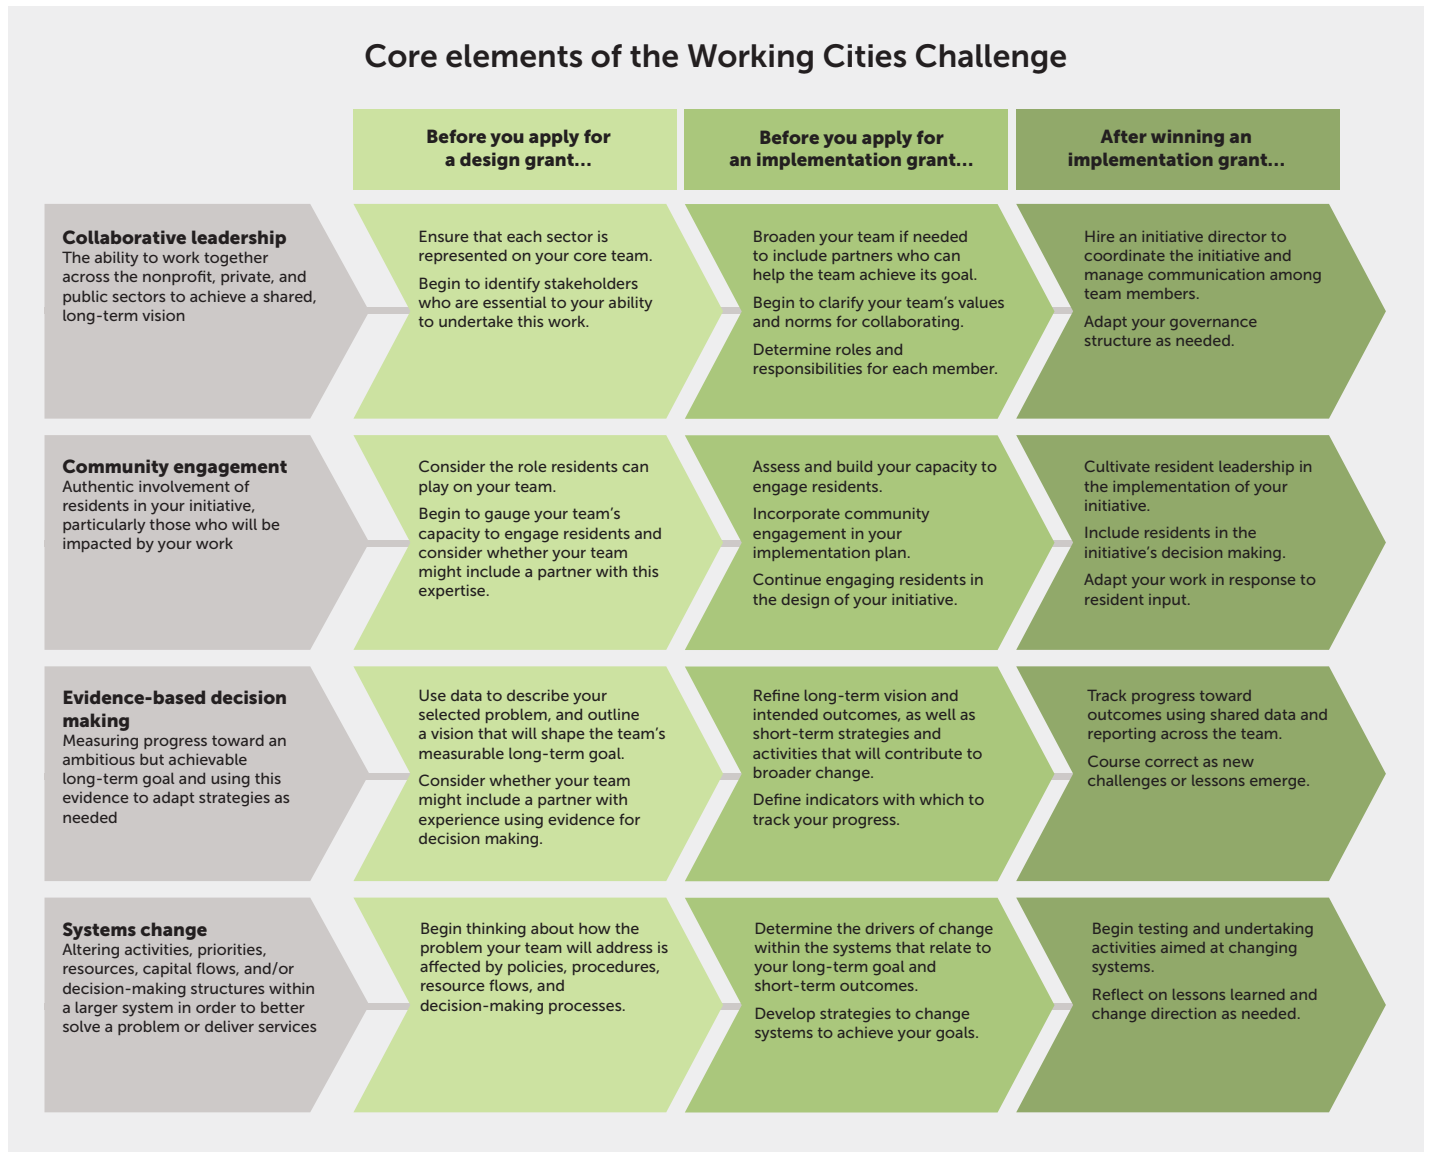 Core elements of the Working Cities Challenge
Before you apply for
a design grant...
Before you apply for
an implementation grant...
After winning an
implementation grant...
Collaborative leadership
The ability to work together
across the nonprofit, private, and
public sectors to achieve a shared,
long-term vision
Ensure that each sector is
represented on your core team.
Begin to identify stakeholders
who are essential to your ability
to undertake this work.
Broaden your team if needed
to include partners who can
help the team achieve its goal.
Begin to clarify your team’s values
and norms for collaborating.
Determine roles and
responsibilities for each member.
Hire an initiative director to
coordinate the initiative and
manage communication among
team members.
Adapt your governance
structure as needed.
Community engagement
Authentic involvement of
residents in your initiative,
particularly those who will be
impacted by your work
Consider the role residents can
play on your team.
Begin to gauge your team’s
capacity to engage residents and
consider whether your team
might include a partner with this
expertise.
Assess and build your capacity to
engage residents.
Incorporate community
engagement in your
implementation plan.
Continue engaging residents in
the design of your initiative.
Cultivate resident leadership in
the implementation of your
initiative.
Include residents in the
initiative’s decision making.
Adapt your work in response to
resident input.
Evidence-based decision
making
Measuring progress toward an
ambitious but achievable
long-term goal and using this
evidence to adapt strategies as
needed
Use data to describe your
selected problem, and outline
a vision that will shape the team’s
measurable long-term goal.
Consider whether your team
might include a partner with
experience using evidence for
decision making.
Refine long-term vision and
intended outcomes, as well as
short-term strategies and
activities that will contribute to
broader change.
Define indicators with which to
track your progress.
Track progress toward
outcomes using shared data and
reporting across the team.
Course correct as new
challenges or lessons emerge.
Systems change
Altering activities, priorities,
resources, capital flows, and/or
decision-making structures within
a larger system in order to better
solve a problem or deliver services
Begin thinking about how the
problem your team will address is
affected by policies, procedures,
resource flows, and
decision-making processes.
Determine the drivers of change
within the systems that relate to
your long-term goal and
short-term outcomes.
Develop strategies to change
systems to achieve your goals.
Begin testing and undertaking
activities aimed at changing
systems.
Reflect on lessons learned and
change direction as needed.